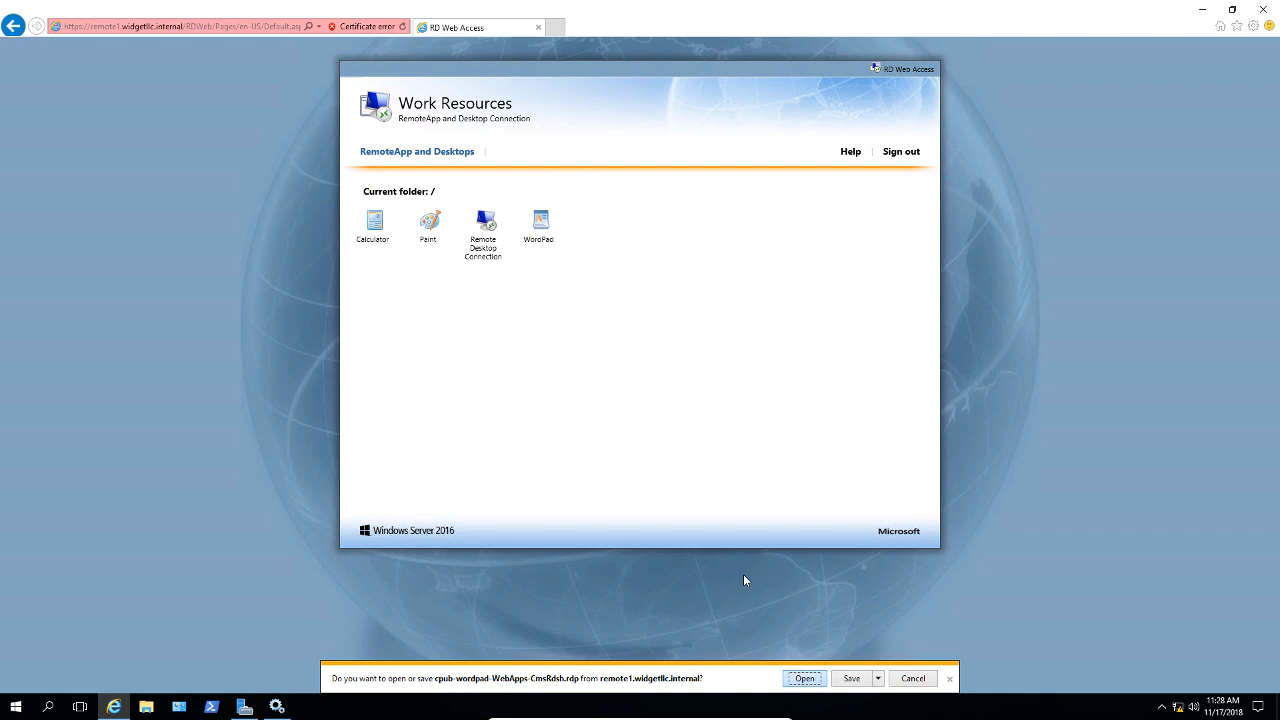 https://remote1.widgetllc.internal/RDWeb/Pages/en-US/Default.asp
Certificate error
RD Web Access
RD Web Access
Work Resources
RemoteApp and Desktop Connection
RemoteApp and Desktops
Help
Sign out
Current folder: /
Calculator
Paint
Remote
Desktop
Connection
WordPad
Windows Server 2016
Microsoft
Do you want to open or save cpub-wordpad-WebApps-CmsRdsh.rdp from remote1.widgetllc.internal?
Open
Save
Cancel
11:28 AM
11/17/2018